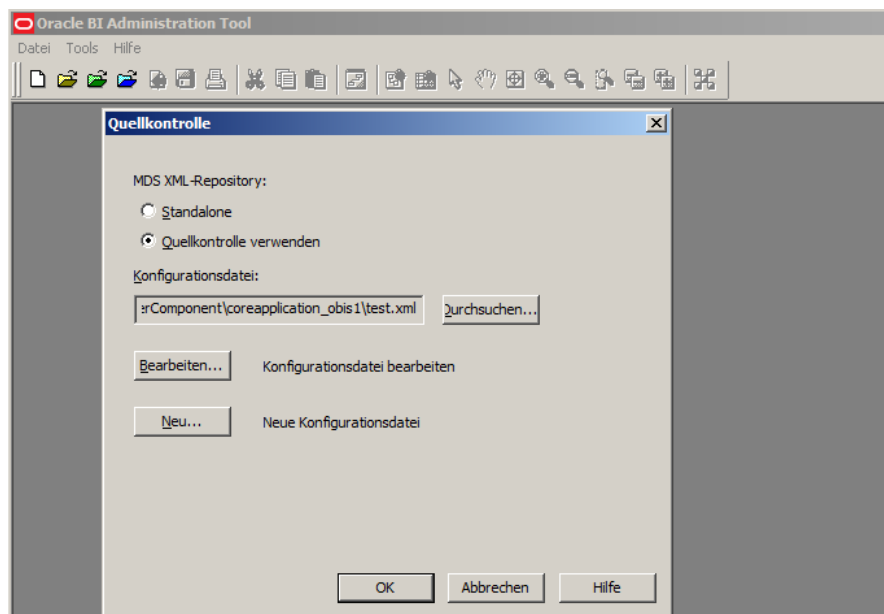 Oracle BI Administration Tool
Datei Tools Hilfe
Quellkontrolle
MDS XML-Repository:
Standalone
Quellkontrolle verwenden
Konfigurationsdatei:
erComponent\coreapplication_obis1\test.xml Durchsuchen...
Bearbeiten... Konfigurationsdatei bearbeiten
Neu... Neue Konfigurationsdatei
OK Abbrechen Hilfe